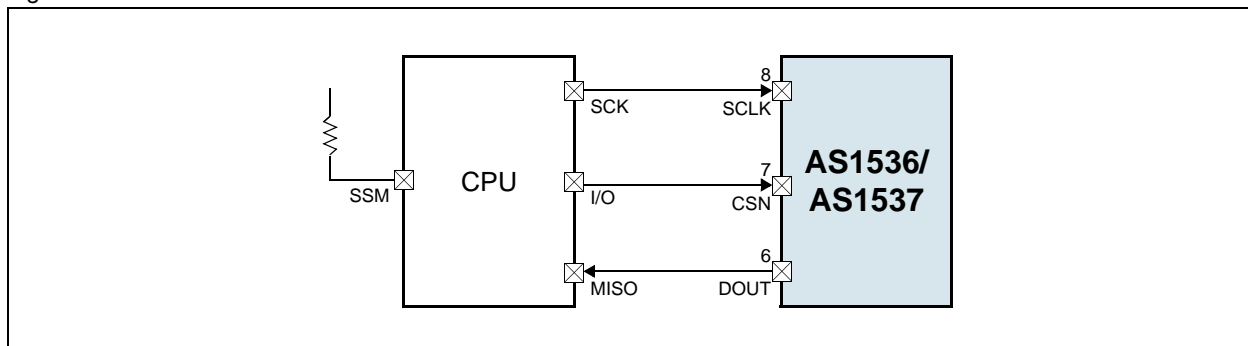 8
SCK SCLK
AS1536/
AS1537
CPU
SSM
7
I/O CSN
6
MISO DOUT